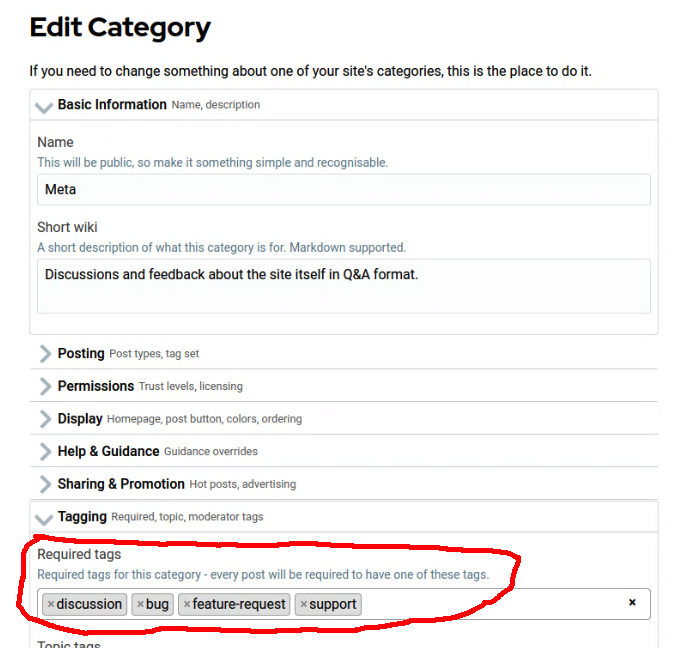 Edit Category
If you need to change something about one of your site's categories, this is the place to do it.
Basic Information Name, description
Name
This will be public, so make it something simple and recognisable.
Meta
Short wiki
A short description of what this category is for. Markdown supported.
Discussions and feedback about the site itself in Q&A format.
Posting Post types, tag set
Permissions Trust levels, licensing
Display Homepage, post button, colors, ordering
Help & Guidance Guidance overrides
Sharing & Promotion Hot posts, advertising
Tagging Required, topic, moderator tags
Required tags
Required tags for this category - every post will be required to have one of these tags.
×discussion ×bug ×feature-request ×support ×
Topic tags